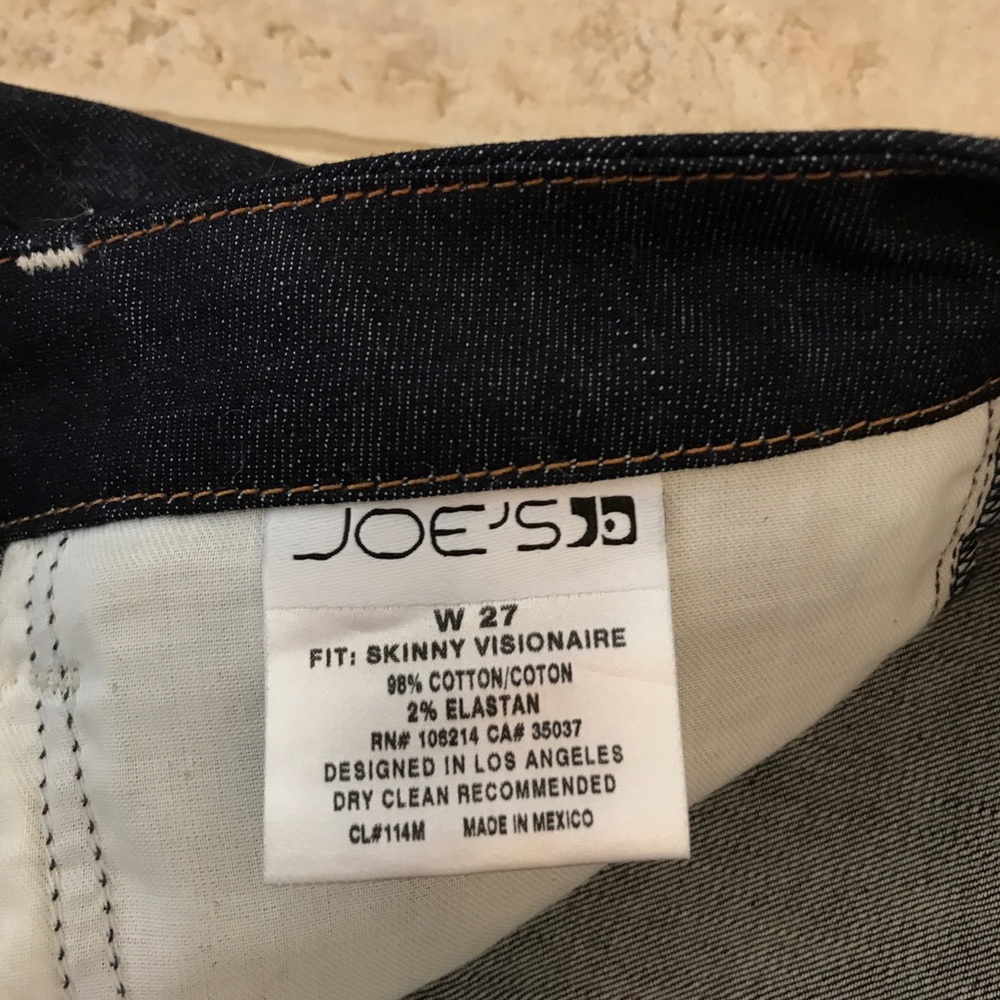 JOE'S
W 27
FIT: SKINNY VISIONAIRE
98% COTTON/COTON
2% ELASTAN
RN# 106214 CA# 35037
DESIGNED IN LOS ANGELES
DRY CLEAN RECOMMENDED
CL#114M MADE IN MEXICO